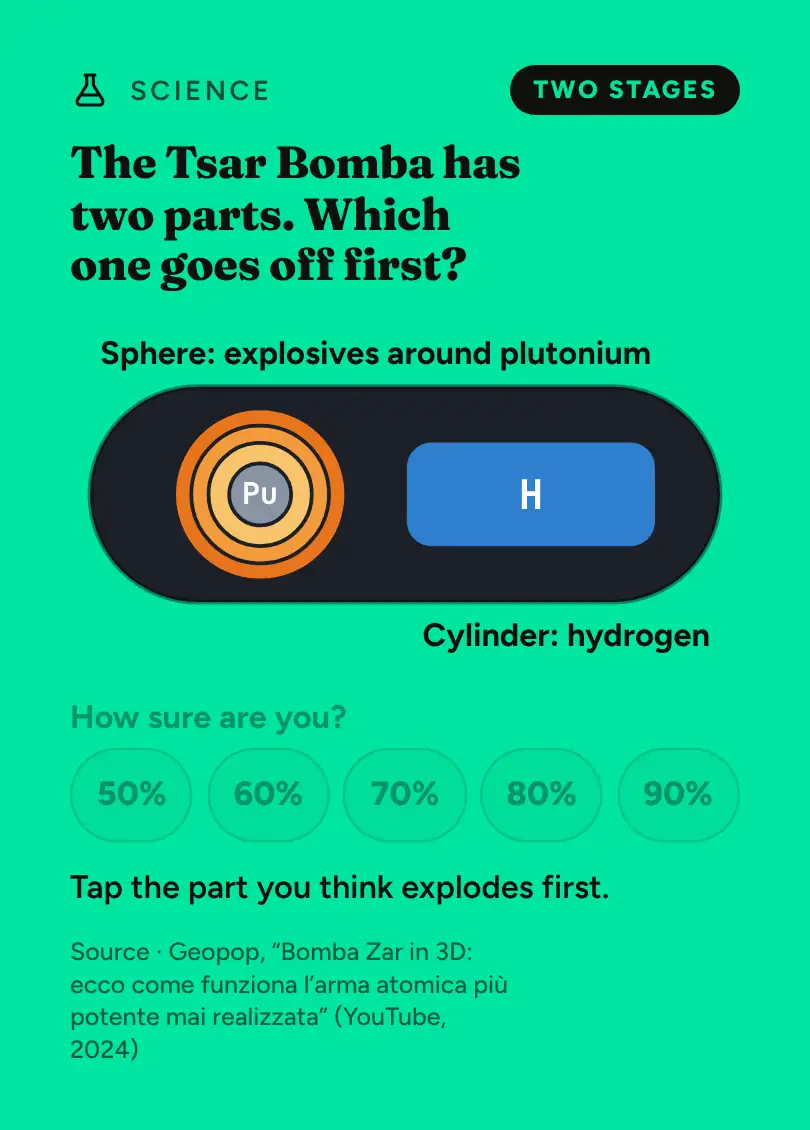 SCIENCE
TWO STAGES
The Tsar Bomba has
two parts. Which
one goes off first?
Sphere: explosives around plutonium
Pu
H
Cylinder: hydrogen
How sure are you?
50%
60%
70%
80%
90%
Tap the part you think explodes first.
Source · Geopop, “Bomba Zar in 3D:
ecco come funziona l’arma atomica più
potente mai realizzata” (YouTube,
2024)